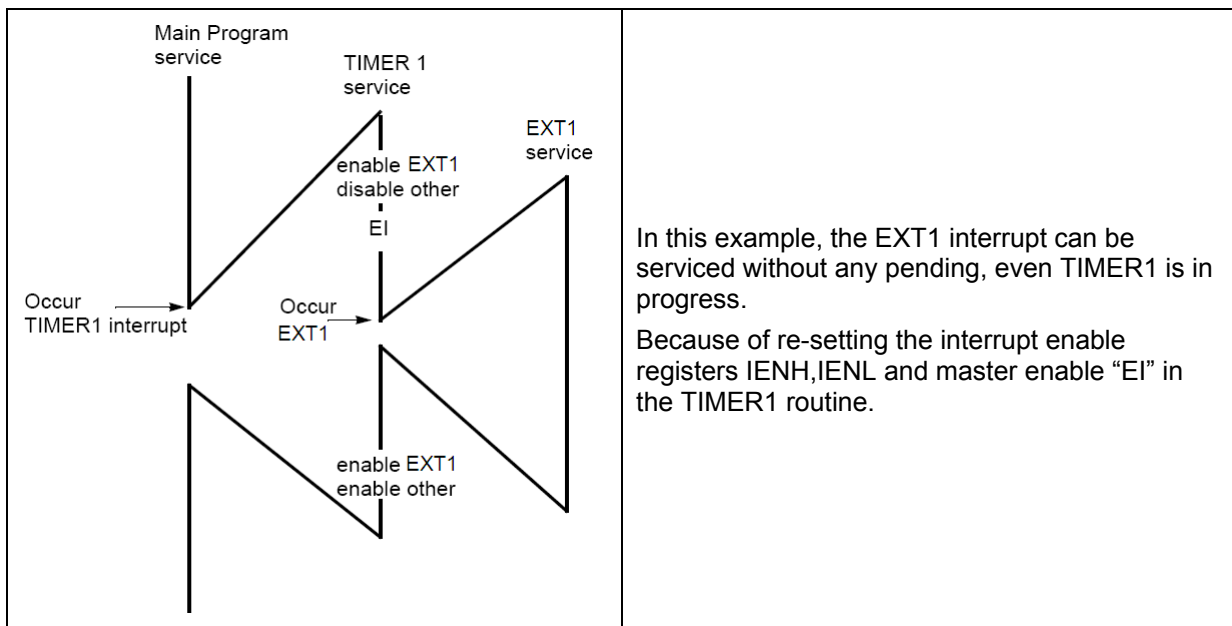 Main Program
service
TIMER 1
service
EXT1
service
enable EXT1
disable other
EI
Occur
TIMER1 interrupt
Occur
EXT1
enable EXT1
enable other
In this example, the EXT1 interrupt can be
serviced without any pending, even TIMER1 is in
progress.
Because of re-setting the interrupt enable
registers IENH,IENL and master enable “EI” in
the TIMER1 routine.